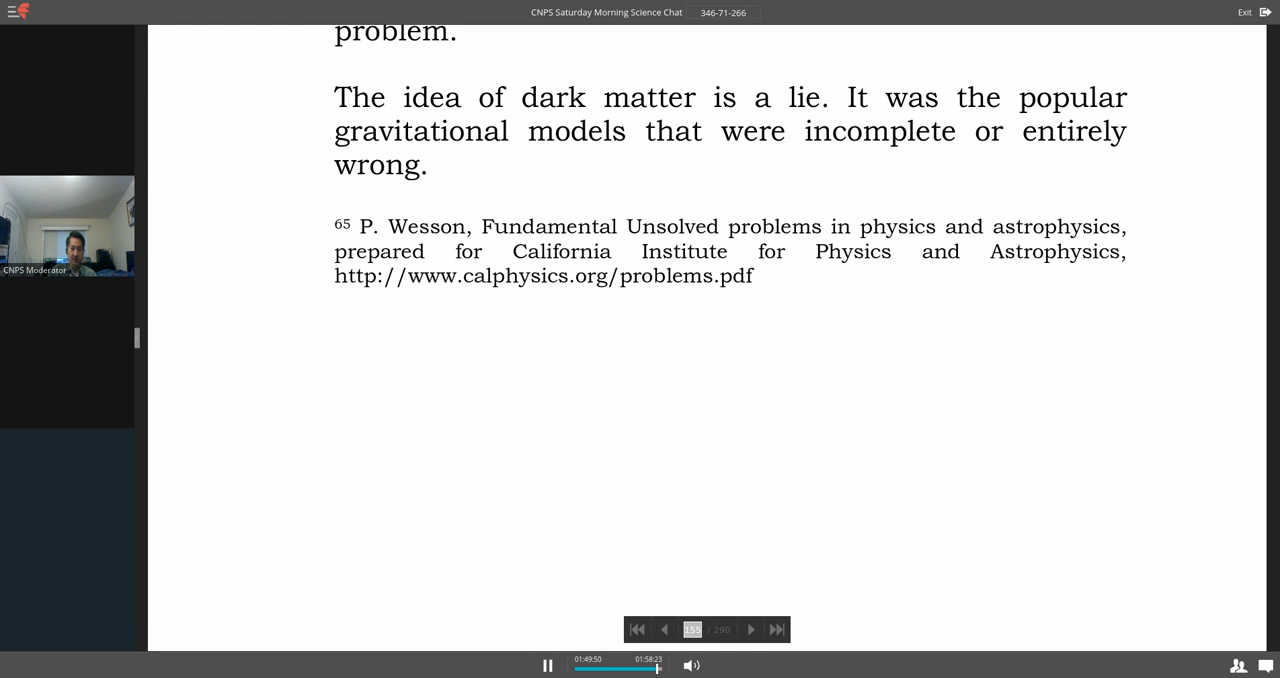 CNPS Saturday Morning Science Chat 346-71-266 Exit
problem.
The idea of dark matter is a lie. It was the popular
gravitational models that were incomplete or entirely
wrong.
65 P. Wesson, Fundamental Unsolved problems in physics and astrophysics,
prepared for California Institute for Physics and Astrophysics,
http://www.calphysics.org/problems.pdf
CNPS Moderator
155 / 290
01:49:50 01:58:23